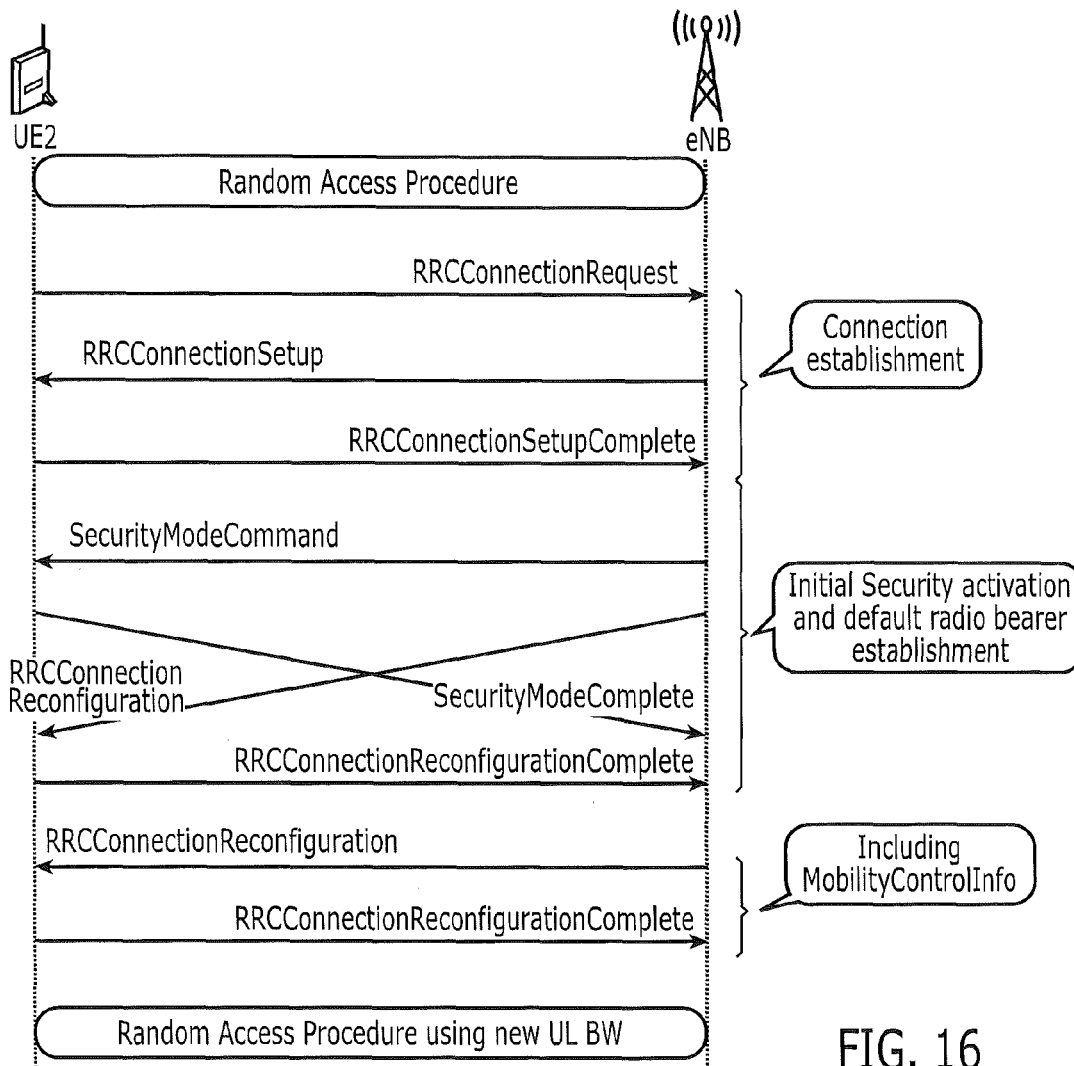 UE2
eNB
Random Access Procedure
RRCConnectionRequest
Connection
establishment
RRCConnectionSetup
RRCConnectionSetupComplete
SecurityModeCommand
Initial Security activation
and default radio bearer
establishment
RRCConnection
Reconfiguration
SecurityModeComplete
RRCConnectionReconfigurationComplete
RRCConnectionReconfiguration
Including
MobilityControlInfo
RRCConnectionReconfigurationComplete
Random Access Procedure using new UL BW
FIG. 16